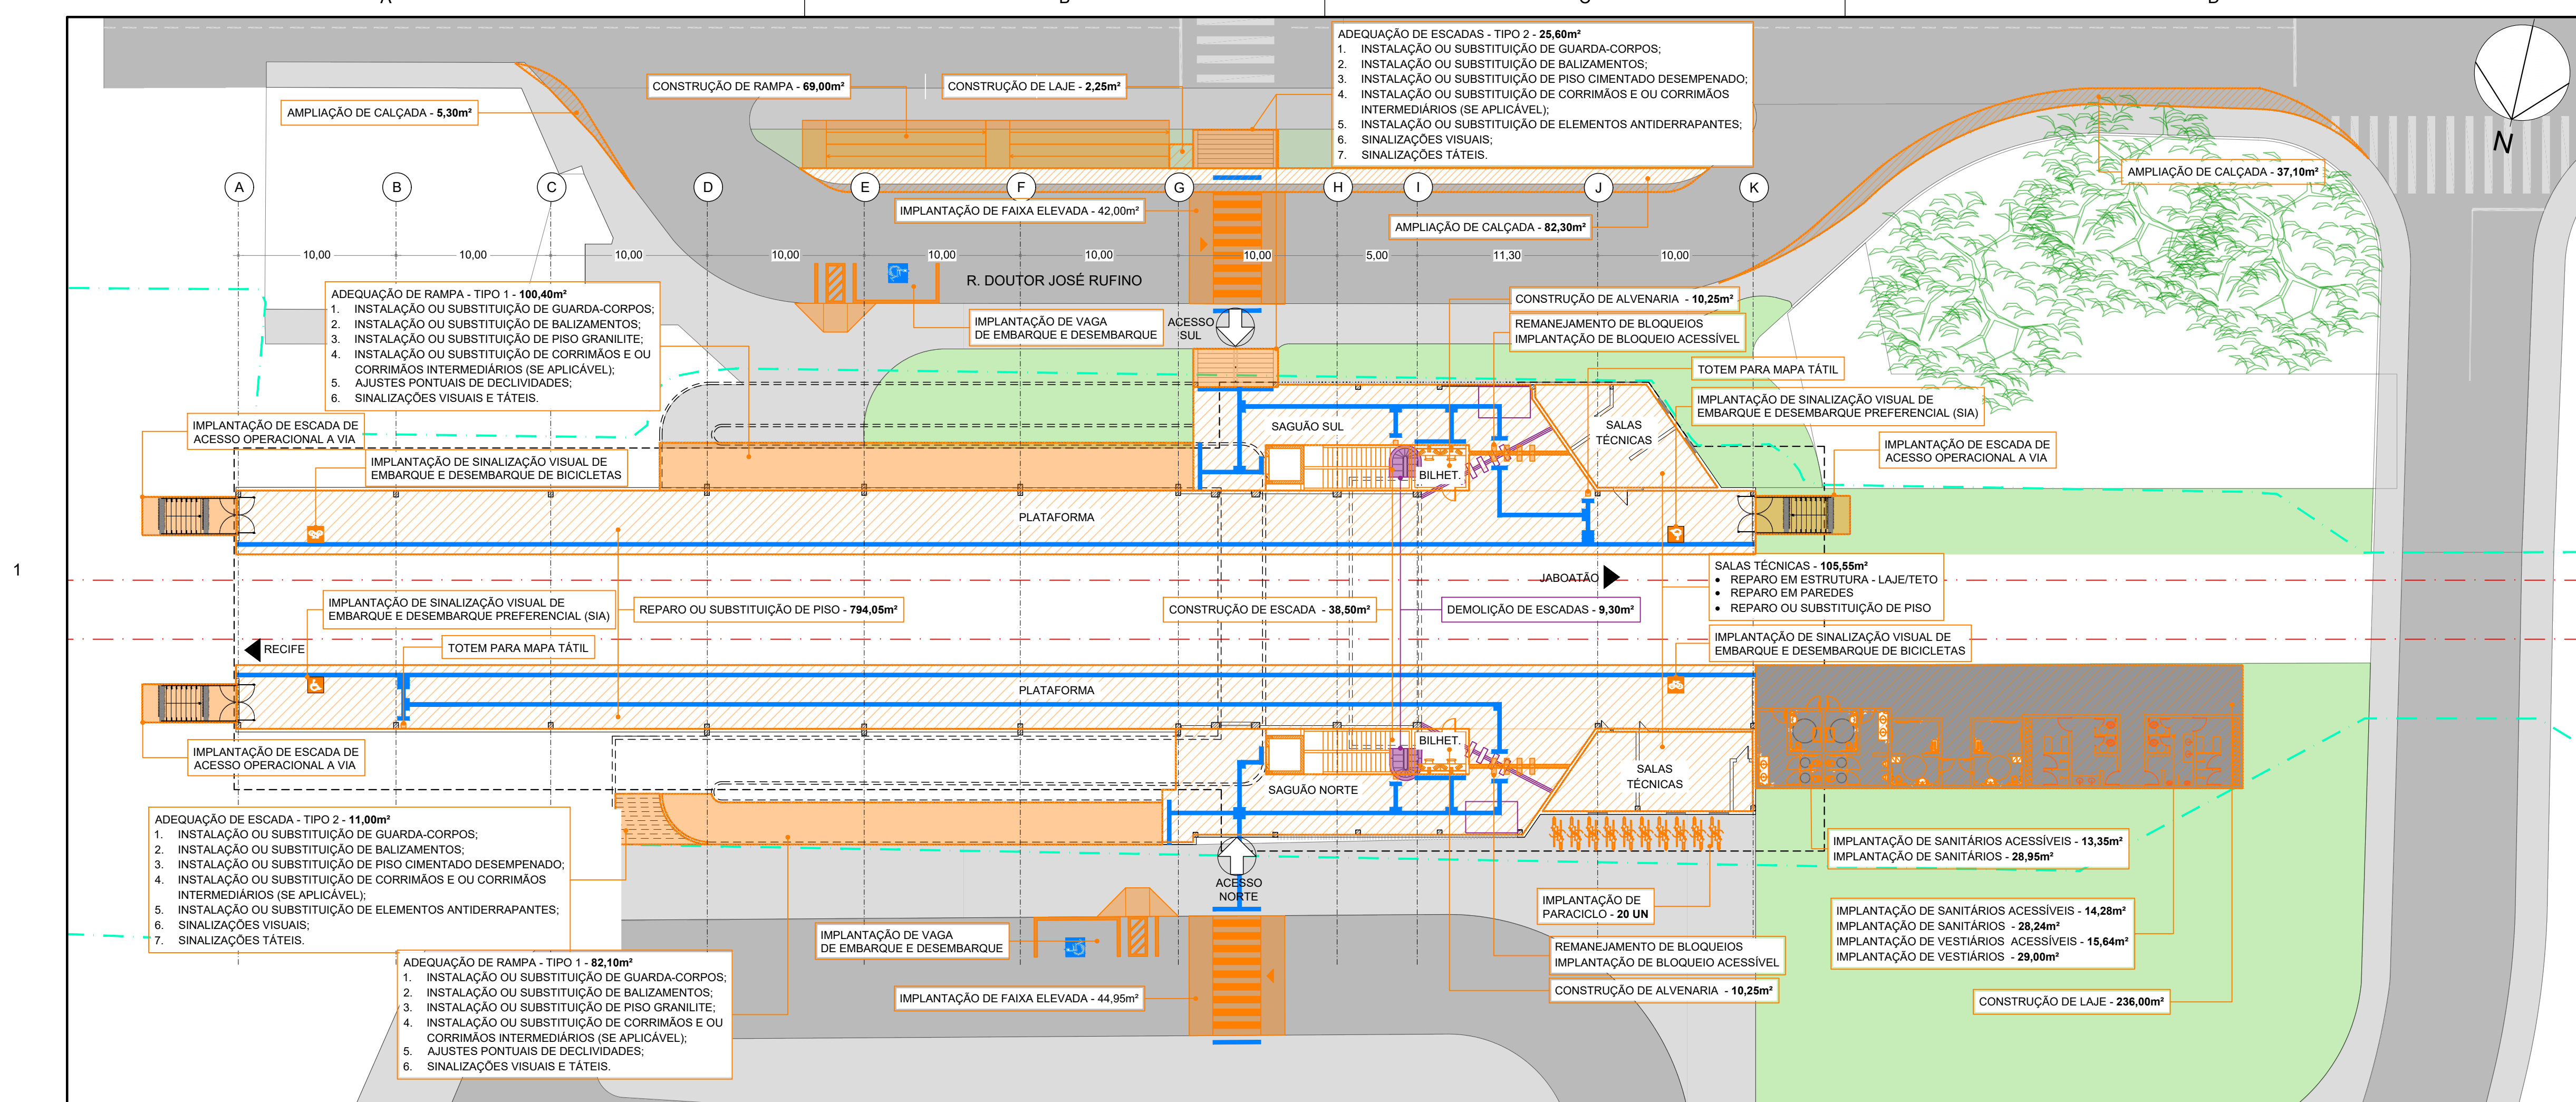 ADEQUAÇÃO DE ESCADAS - TIPO 2 - 25,60m²
1. INSTALAÇÃO OU SUBSTITUIÇÃO DE GUARDA-CORPOS;
2. INSTALAÇÃO OU SUBSTITUIÇÃO DE BALIZAMENTOS;
3. INSTALAÇÃO OU SUBSTITUIÇÃO DE PISO CIMENTADO DESEMPENADO;
4. INSTALAÇÃO OU SUBSTITUIÇÃO DE CORRIMÃOS E OU CORRIMÃOS
INTERMEDIÁRIOS (SE APLICÁVEL);
5. INSTALAÇÃO OU SUBSTITUIÇÃO DE ELEMENTOS ANTIDERRAPANTES;
6. SINALIZAÇÕES VISUAIS;
7. SINALIZAÇÕES TÁTEIS.
CONSTRUÇÃO DE RAMPA - 69,00m²
CONSTRUÇÃO DE LAJE - 2,25m²
AMPLIAÇÃO DE CALÇADA - 5,30m²
N
AMPLIAÇÃO DE CALÇADA - 37,10m²
A B C D E F G H I J K
IMPLANTAÇÃO DE FAIXA ELEVADA - 42,00m²
AMPLIAÇÃO DE CALÇADA - 82,30m²
10,00 10,00 10,00 10,00 10,00 10,00 10,00 5,00 11,30 10,00
R. DOUTOR JOSÉ RUFINO
ADEQUAÇÃO DE RAMPA - TIPO 1 - 100,40m²
1. INSTALAÇÃO OU SUBSTITUIÇÃO DE GUARDA-CORPOS;
2. INSTALAÇÃO OU SUBSTITUIÇÃO DE BALIZAMENTOS;
3. INSTALAÇÃO OU SUBSTITUIÇÃO DE PISO GRANILITE;
4. INSTALAÇÃO OU SUBSTITUIÇÃO DE CORRIMÃOS E OU
CORRIMÃOS INTERMEDIÁRIOS (SE APLICÁVEL);
5. AJUSTES PONTUAIS DE DECLIVIDADES;
6. SINALIZAÇÕES VISUAIS E TÁTEIS.
IMPLANTAÇÃO DE VAGA
DE EMBARQUE E DESEMBARQUE
ACESSO
SUL
CONSTRUÇÃO DE ALVENARIA - 10,25m²
REMANEJAMENTO DE BLOQUEIOS
IMPLANTAÇÃO DE BLOQUEIO ACESSÍVEL
TOTEM PARA MAPA TÁTIL
IMPLANTAÇÃO DE SINALIZAÇÃO VISUAL DE
EMBARQUE E DESEMBARQUE PREFERENCIAL (SIA)
IMPLANTAÇÃO DE ESCADA DE
ACESSO OPERACIONAL A VIA
IMPLANTAÇÃO DE SINALIZAÇÃO VISUAL DE
EMBARQUE E DESEMBARQUE DE BICICLETAS
SAGUÃO SUL
SALAS
TÉCNICAS
IMPLANTAÇÃO DE ESCADA DE
ACESSO OPERACIONAL A VIA
BILHET.
PLATAFORMA
1
JABOATÃO
SALAS TÉCNICAS - 105,55m²
• REPARO EM ESTRUTURA - LAJE/TETO
• REPARO EM PAREDES
• REPARO OU SUBSTITUIÇÃO DE PISO
IMPLANTAÇÃO DE SINALIZAÇÃO VISUAL DE
EMBARQUE E DESEMBARQUE PREFERENCIAL (SIA)
REPARO OU SUBSTITUIÇÃO DE PISO - 794,05m²
CONSTRUÇÃO DE ESCADA - 38,50m²
DEMOLIÇÃO DE ESCADAS - 9,30m²
RECIFE
TOTEM PARA MAPA TÁTIL
IMPLANTAÇÃO DE SINALIZAÇÃO VISUAL DE
EMBARQUE E DESEMBARQUE DE BICICLETAS
PLATAFORMA
IMPLANTAÇÃO DE ESCADA DE
ACESSO OPERACIONAL A VIA
BILHET.
SAGUÃO NORTE
SALAS
TÉCNICAS
ADEQUAÇÃO DE ESCADA - TIPO 2 - 11,00m²
1. INSTALAÇÃO OU SUBSTITUIÇÃO DE GUARDA-CORPOS;
2. INSTALAÇÃO OU SUBSTITUIÇÃO DE BALIZAMENTOS;
3. INSTALAÇÃO OU SUBSTITUIÇÃO DE PISO CIMENTADO DESEMPENADO;
4. INSTALAÇÃO OU SUBSTITUIÇÃO DE CORRIMÃOS E OU CORRIMÃOS
INTERMEDIÁRIOS (SE APLICÁVEL);
5. INSTALAÇÃO OU SUBSTITUIÇÃO DE ELEMENTOS ANTIDERRAPANTES;
6. SINALIZAÇÕES VISUAIS;
7. SINALIZAÇÕES TÁTEIS.
IMPLANTAÇÃO DE SANITÁRIOS ACESSÍVEIS - 13,35m²
IMPLANTAÇÃO DE SANITÁRIOS - 28,95m²
ACESSO
NORTE
IMPLANTAÇÃO DE
PARACICLO - 20 UN
IMPLANTAÇÃO DE SANITÁRIOS ACESSÍVEIS - 14,28m²
IMPLANTAÇÃO DE SANITÁRIOS - 28,24m²
IMPLANTAÇÃO DE VESTIÁRIOS ACESSÍVEIS - 15,64m²
IMPLANTAÇÃO DE VESTIÁRIOS - 29,00m²
IMPLANTAÇÃO DE VAGA
DE EMBARQUE E DESEMBARQUE
REMANEJAMENTO DE BLOQUEIOS
IMPLANTAÇÃO DE BLOQUEIO ACESSÍVEL
ADEQUAÇÃO DE RAMPA - TIPO 1 - 82,10m²
1. INSTALAÇÃO OU SUBSTITUIÇÃO DE GUARDA-CORPOS;
2. INSTALAÇÃO OU SUBSTITUIÇÃO DE BALIZAMENTOS;
3. INSTALAÇÃO OU SUBSTITUIÇÃO DE PISO GRANILITE;
4. INSTALAÇÃO OU SUBSTITUIÇÃO DE CORRIMÃOS E OU
CORRIMÃOS INTERMEDIÁRIOS (SE APLICÁVEL);
5. AJUSTES PONTUAIS DE DECLIVIDADES;
6. SINALIZAÇÕES VISUAIS E TÁTEIS.
IMPLANTAÇÃO DE FAIXA ELEVADA - 44,95m²
CONSTRUÇÃO DE ALVENARIA - 10,25m²
CONSTRUÇÃO DE LAJE - 236,00m²